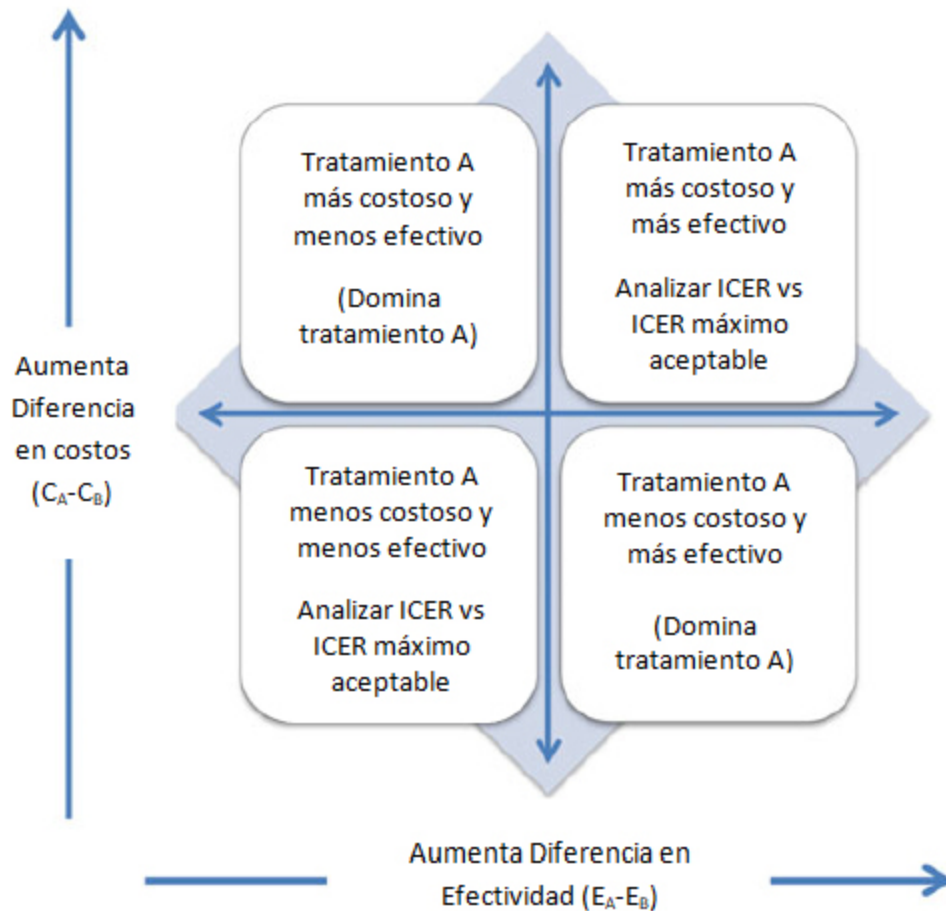 Tratamiento A
más costoso y
menos efectivo
(Domina
tratamiento A)
Tratamiento A
más costoso y
más efectivo
Analizar ICER vs
ICER máximo
aceptable
Aumenta
Diferencia
en costos
(CA-CB)
Tratamiento A
menos costoso y
menos efectivo
Analizar ICER vs
ICER máximo
aceptable
Tratamiento A
menos costoso y
más efectivo
(Domina
tratamiento A)
Aumenta Diferencia en
Efectividad (EA-EB)